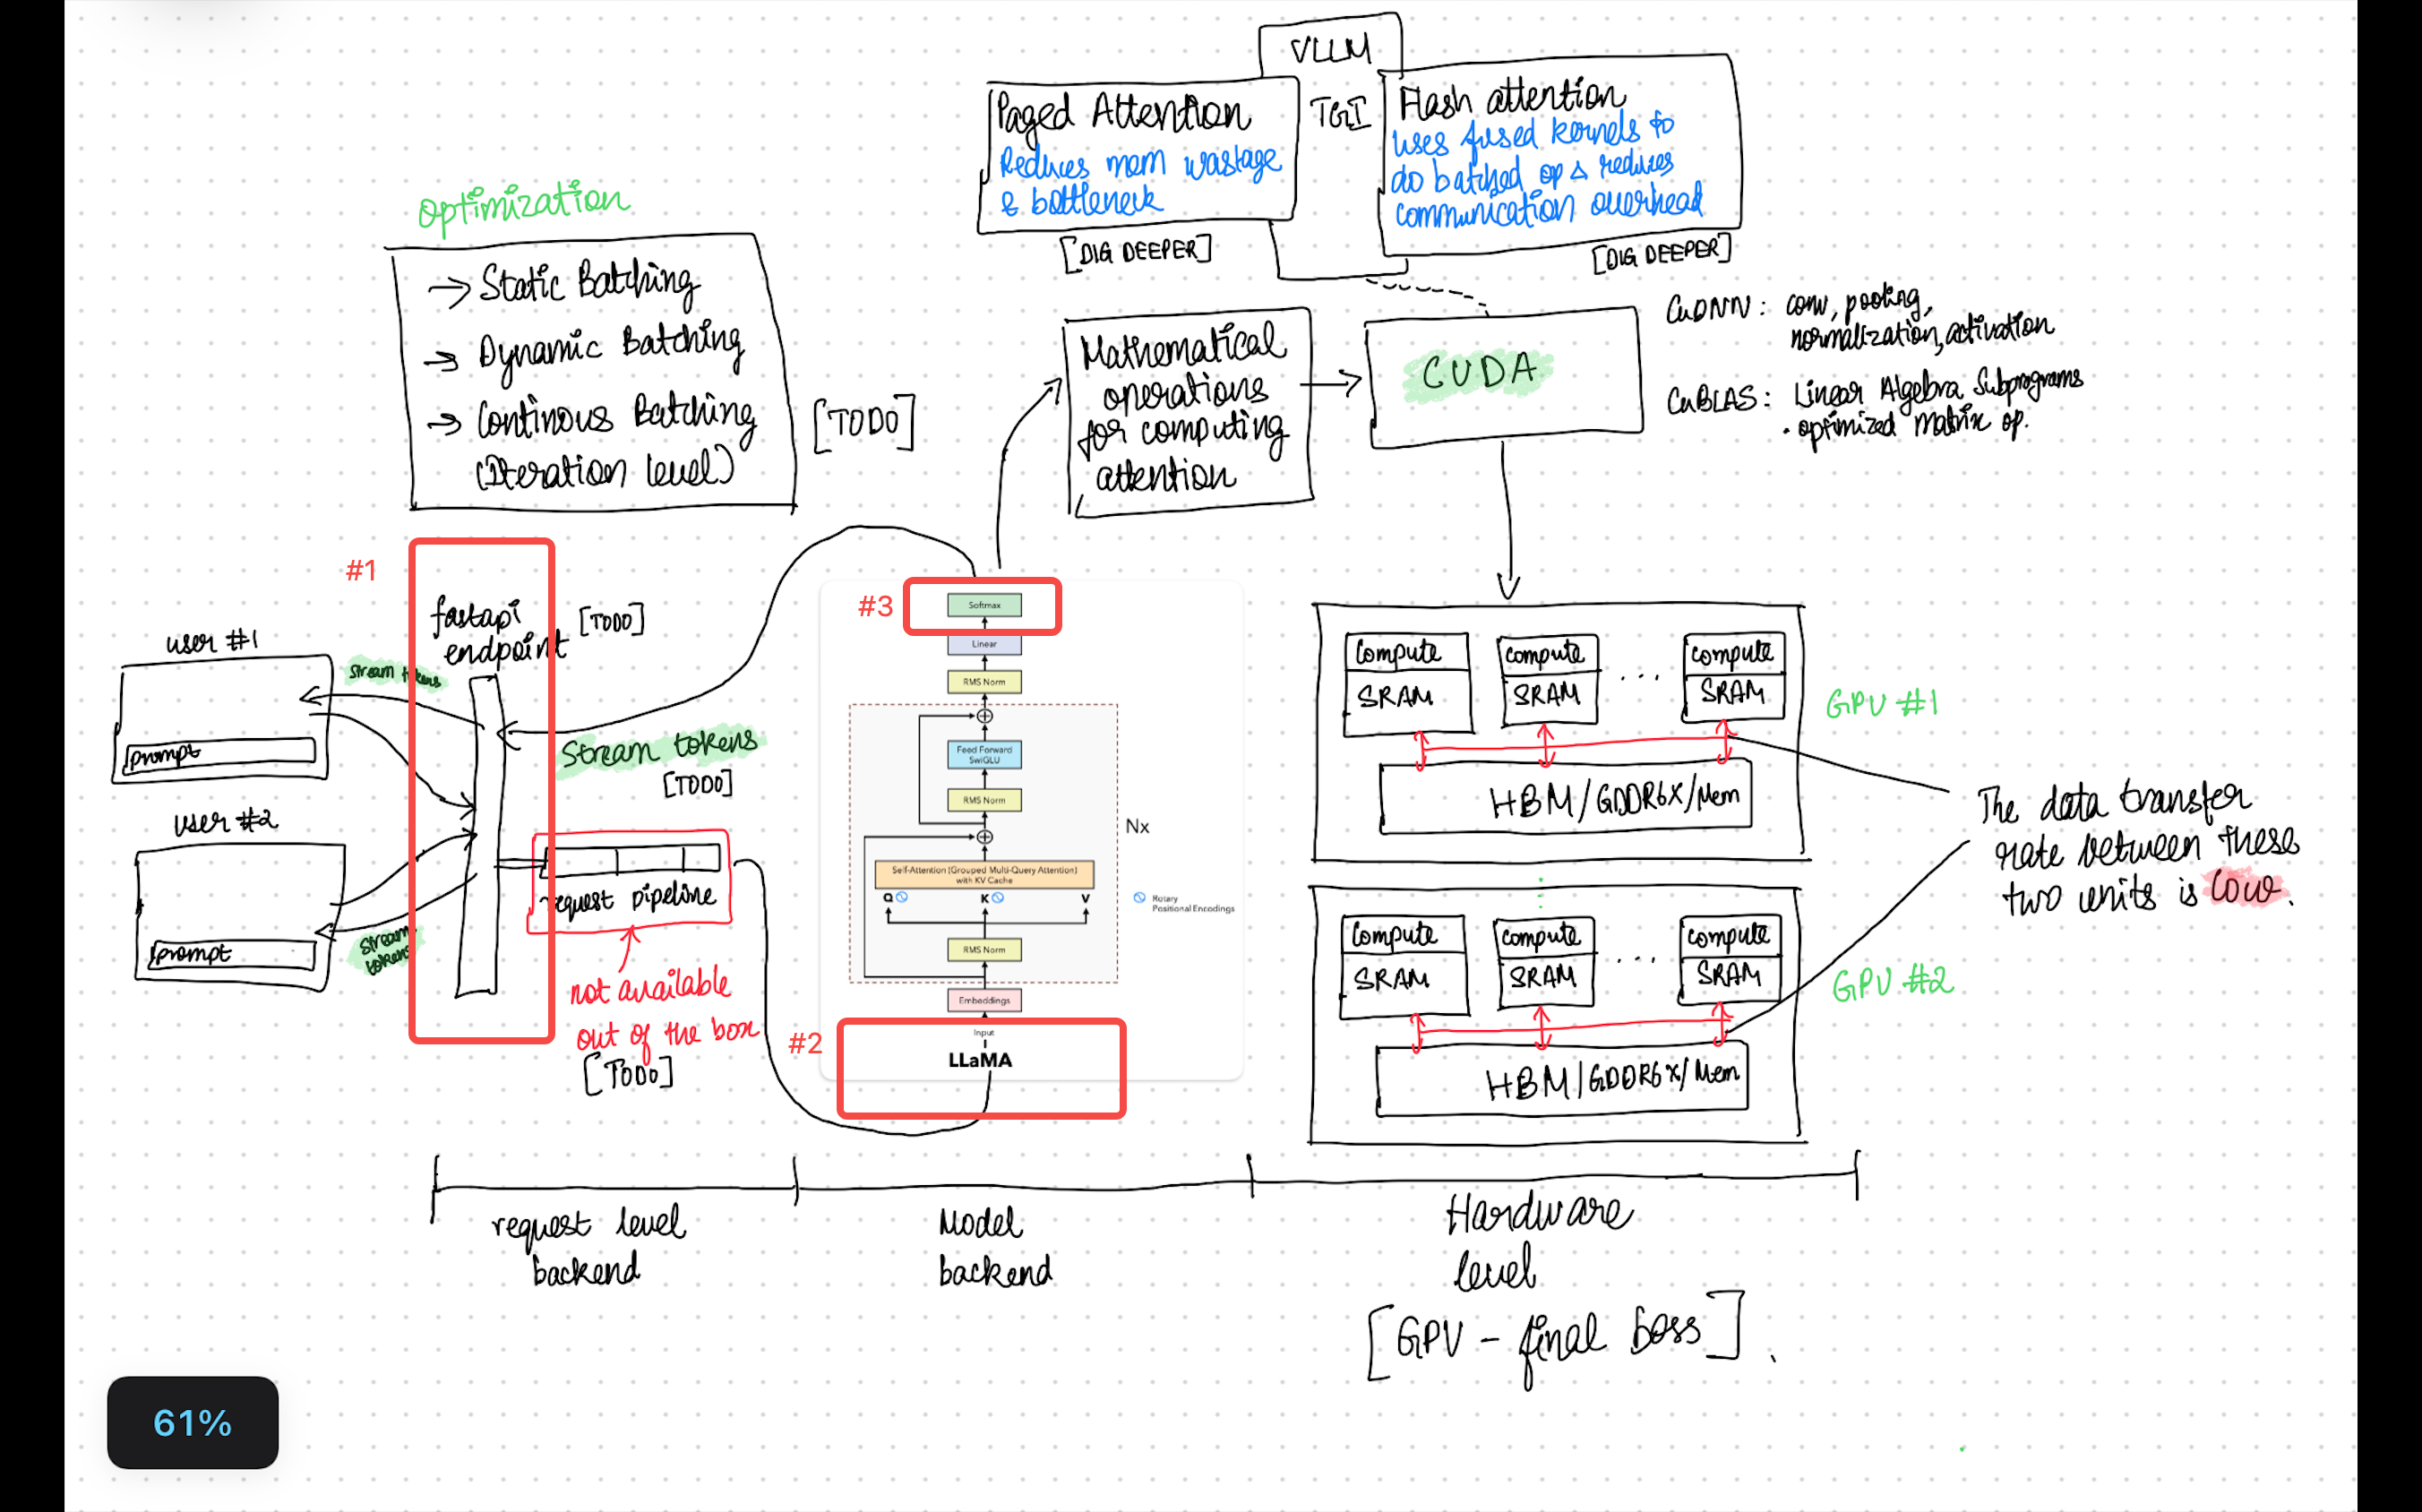 VLLM
Paged Attention
Reduces mem wastage
& bottleneck
[DIG DEEPER]
TGI
Flash attention
uses fused kernels to
do batched op & reduces
communication overhead
[DIG DEEPER]
optimization
→ Static Batching
→ Dynamic Batching
→ Continous Batching
(Iteration level)
[TODO]
Mathematical
operations
for computing
attention
CUDA
CuDNN : conv, pooling,
normalization, activation
CuBLAS : Linear Algebra Subprograms
· optimized matrix op.
#1
fastapi
endpoint
[TODO]
user #1
stream tokens
prompt
user #2
prompt
stream
tokens
Stream tokens
[TODO]
request pipeline
not available
out of the box
[TODO]
#3
Softmax
Linear
RMS Norm
Feed Forward
SwiGLU
RMS Norm
Nx
Self-Attention (Grouped Multi-Query Attention)
with KV Cache
Q K V
Rotary
Positional Encodings
RMS Norm
Embeddings
#2
Input
LLaMA
compute compute compute
SRAM SRAM ... SRAM
GPU #1
HBM/GDDR6X/Mem
compute compute compute
SRAM SRAM ... SRAM
GPU #2
HBM/GDDR6X/Mem
The data transfer
rate between these
two units is low.
request level
backend
Model
backend
Hardware
level
[GPU - final boss].
61%